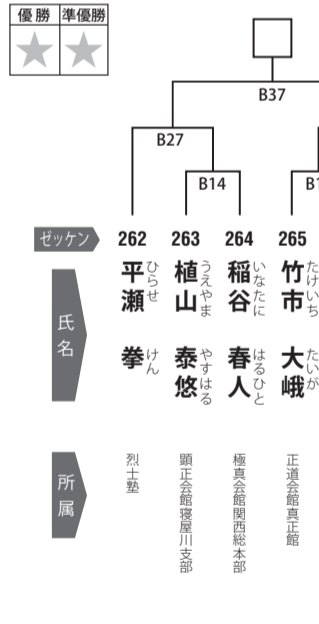 優勝 準優勝
B37
B27
B14
ゼッケン 262 263 264 265
氏名
平瀬 拳
ひらせ けん
植山 泰悠
うえやま やすはる
稲谷 春人
いなたに はるひと
竹市 大峨
たけいち たいが
所属
烈士塾
顕正会館寝屋川支部
極真会館関西総本部
正道会館真正館